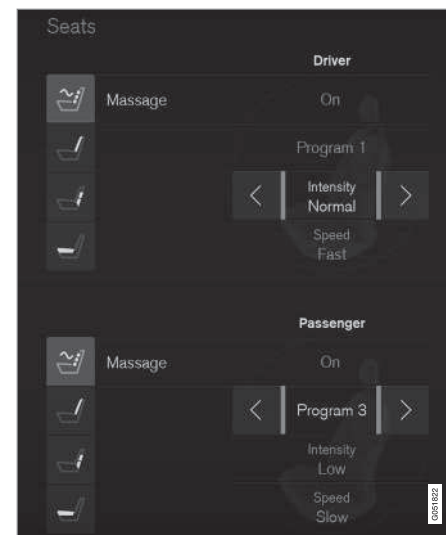 Seats
Driver
Massage On
Program 1
Intensity
Normal
Speed
Fast
Passenger
Massage On
Program 3
Intensity
Low
Speed
Slow
G051822